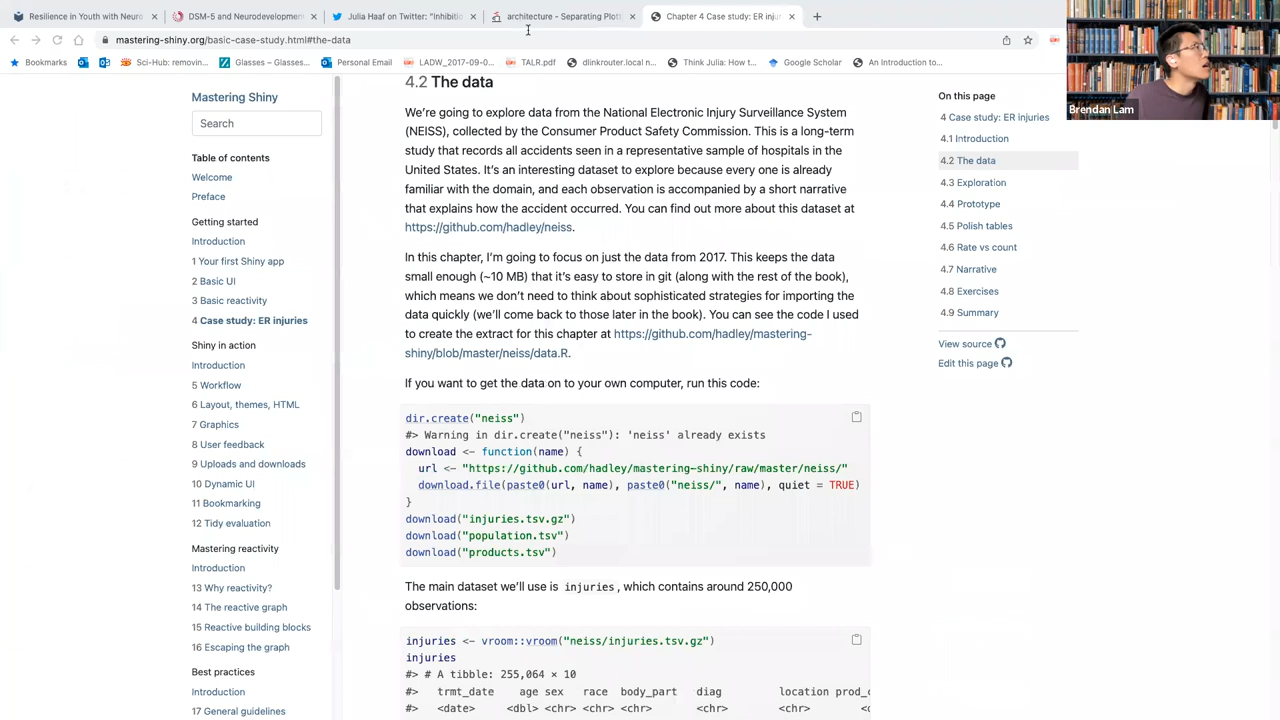 Resilience in Youth with Neuro
DSM-5 and Neurodevelopmen
Julia Haaf on Twitter: "Inhibitio
architecture - Separating Plott
Chapter 4 Case study: ER injur
mastering-shiny.org/basic-case-study.html#the-data
Bookmarks
Sci-Hub: removin...
Glasses – Glasses...
Personal Email
LADW_2017-09-0...
TALR.pdf
dlinkrouter.local n...
Think Julia: How t...
Google Scholar
An Introduction to...
Brendan Lam
Mastering Shiny
Search
Table of contents
Welcome
Preface
Getting started
Introduction
1 Your first Shiny app
2 Basic UI
3 Basic reactivity
4 Case study: ER injuries
Shiny in action
Introduction
5 Workflow
6 Layout, themes, HTML
7 Graphics
8 User feedback
9 Uploads and downloads
10 Dynamic UI
11 Bookmarking
12 Tidy evaluation
Mastering reactivity
Introduction
13 Why reactivity?
14 The reactive graph
15 Reactive building blocks
16 Escaping the graph
Best practices
Introduction
17 General guidelines
4.2 The data
We're going to explore data from the National Electronic Injury Surveillance System
(NEISS), collected by the Consumer Product Safety Commission. This is a long-term
study that records all accidents seen in a representative sample of hospitals in the
United States. It's an interesting dataset to explore because every one is already
familiar with the domain, and each observation is accompanied by a short narrative
that explains how the accident occurred. You can find out more about this dataset at
https://github.com/hadley/neiss.
In this chapter, I'm going to focus on just the data from 2017. This keeps the data
small enough (~10 MB) that it's easy to store in git (along with the rest of the book),
which means we don't need to think about sophisticated strategies for importing the
data quickly (we'll come back to those later in the book). You can see the code I used
to create the extract for this chapter at https://github.com/hadley/mastering-
shiny/blob/master/neiss/data.R.
If you want to get the data on to your own computer, run this code:
dir.create("neiss")
#> Warning in dir.create("neiss"): 'neiss' already exists
download <- function(name) {
url <- "https://github.com/hadley/mastering-shiny/raw/master/neiss/"
download.file(paste0(url, name), paste0("neiss/", name), quiet = TRUE)
}
download("injuries.tsv.gz")
download("population.tsv")
download("products.tsv")
The main dataset we'll use is injuries, which contains around 250,000
observations:
injuries <- vroom::vroom("neiss/injuries.tsv.gz")
injuries
#> # A tibble: 255,064 × 10
#> trmt_date age sex race body_part diag location prod_c
#> <date> <dbl> <chr> <chr> <chr> <chr> <chr> <
On this page
4 Case study: ER injuries
4.1 Introduction
4.2 The data
4.3 Exploration
4.4 Prototype
4.5 Polish tables
4.6 Rate vs count
4.7 Narrative
4.8 Exercises
4.9 Summary
View source
Edit this page